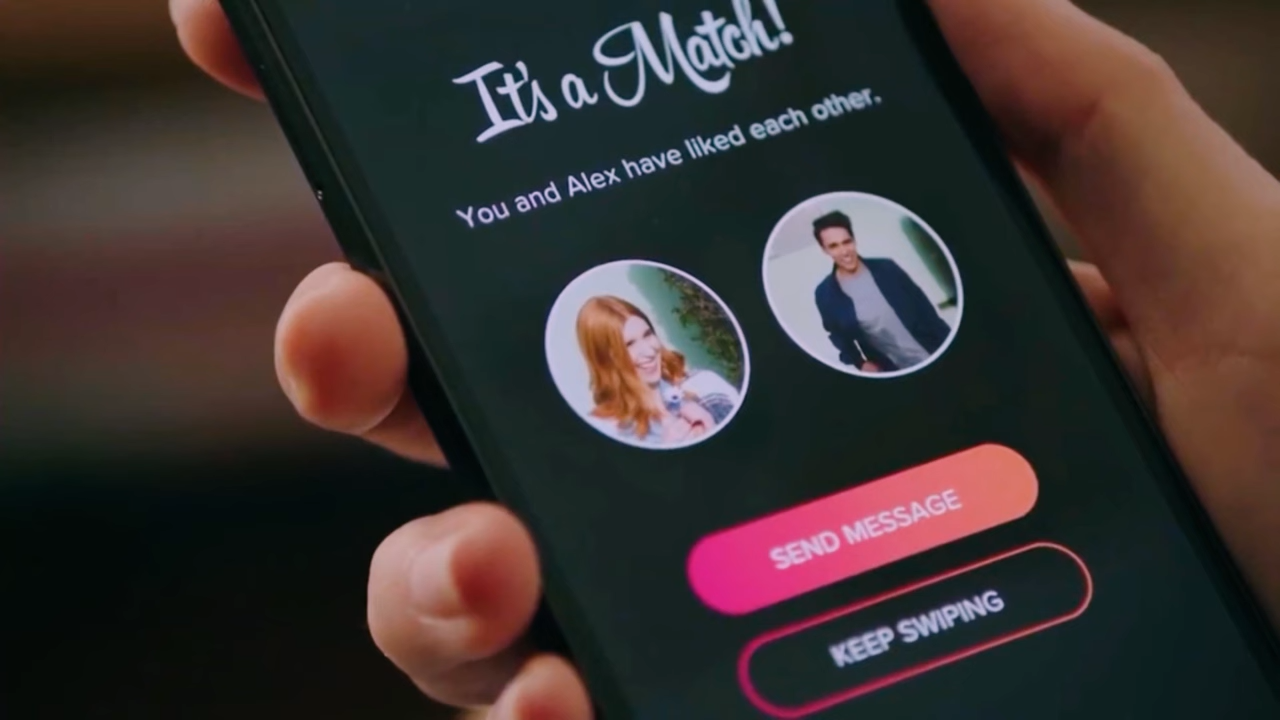 It's a Match!
You and Alex have liked each other.
SEND MESSAGE
KEEP SWIPING